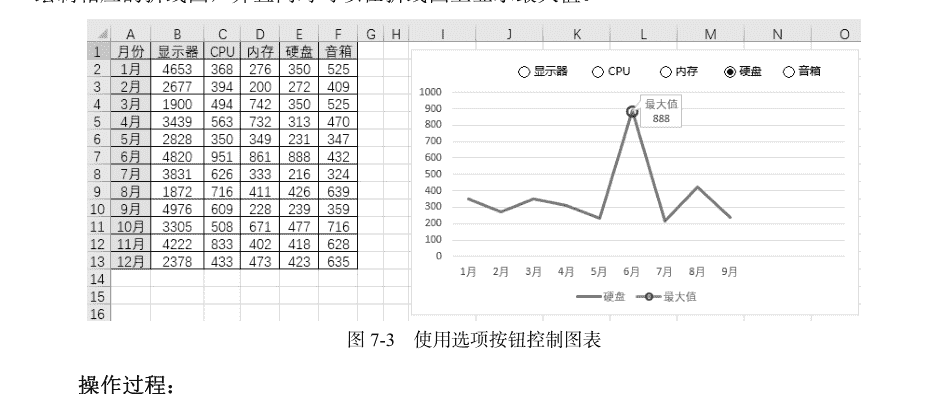 A B C D E F G H I J K L M N O
1 月份 显示器 CPU 内存 硬盘 音箱
2 1月 4653 368 276 350 525
3 2月 2677 394 200 272 409
4 3月 1900 494 742 350 525
5 4月 3439 563 732 313 470
6 5月 2828 350 349 231 347
7 6月 4820 951 861 888 432
8 7月 3831 626 333 216 324
9 8月 1872 716 411 426 639
10 9月 4976 609 228 239 359
11 10月 3305 508 671 477 716
12 11月 4222 833 402 418 628
13 12月 2378 433 473 423 635
14
15
16
显示器 CPU 内存 硬盘 音箱
1000
900
800
700
600
500
400
300
200
100
0
最大值
888
1月 2月 3月 4月 5月 6月 7月 8月 9月
硬盘 最大值
图 7-3 使用选项按钮控制图表
操作过程：